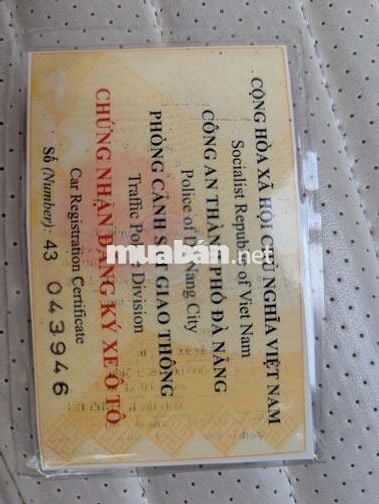 CỘNG HÒA XÃ HỘI CHỦ NGHĨA VIỆT NAM
Socialist Republic of Viet Nam
CÔNG AN THÀNH PHỐ ĐÀ NẴNG
Police of Da Nang City
PHÒNG CẢNH SÁT GIAO THÔNG
Traffic Police Division
CHỨNG NHẬN ĐĂNG KÝ XE Ô TÔ
Car Registration Certificate
Số (Number): 43 043946
muaban.net